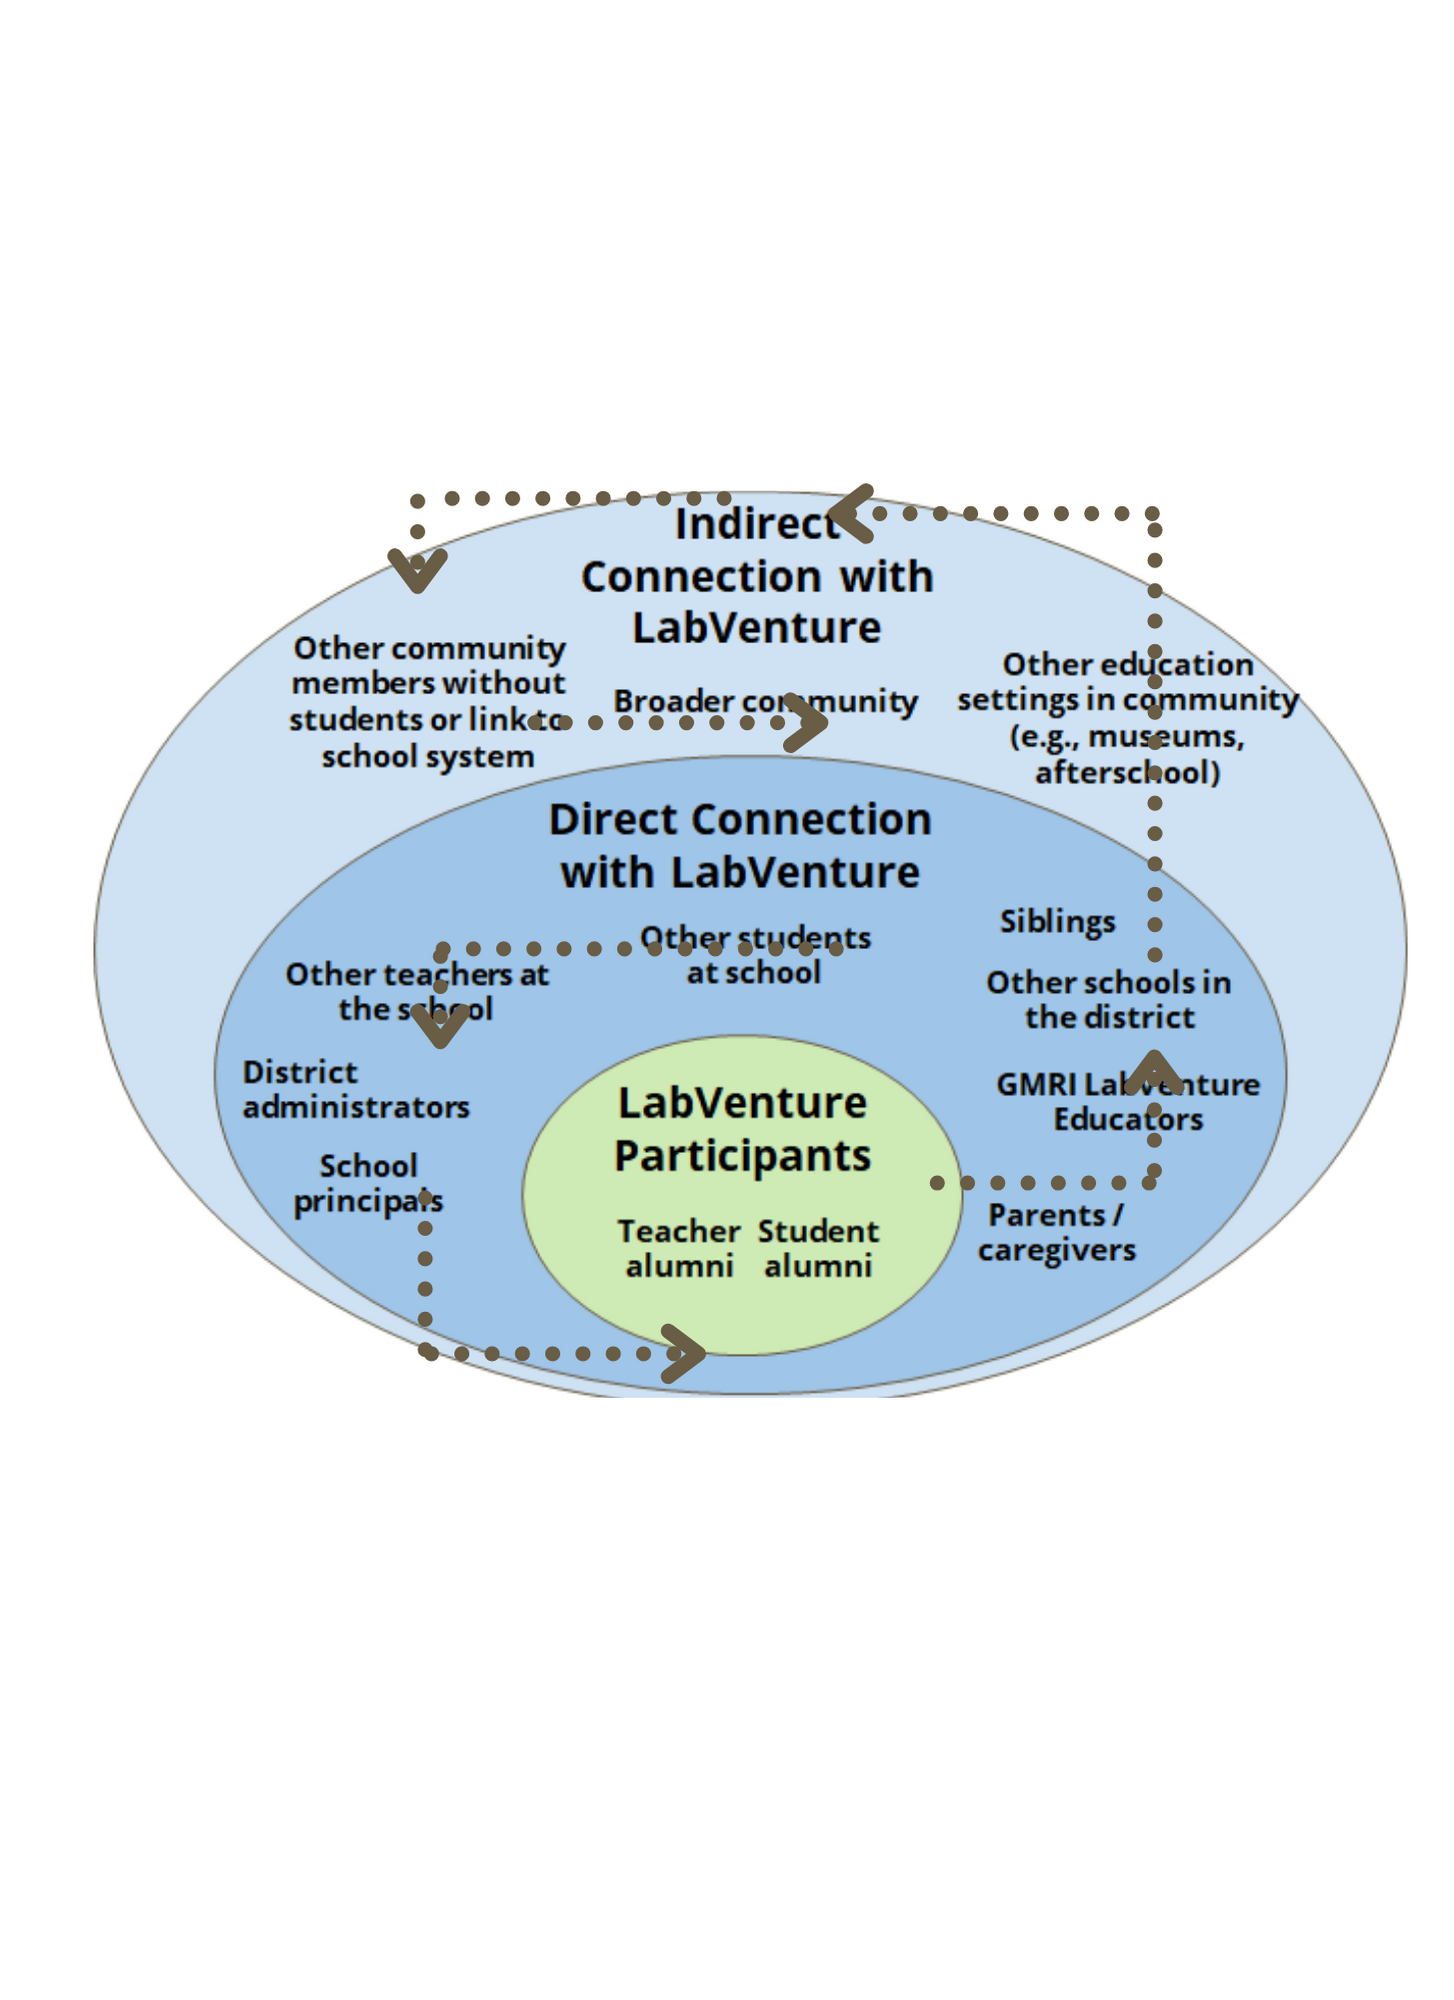 Indirect
Connection with
LabVenture
Other community
members without
students or link to
school system
Broader community
Other education
settings in community
(e.g., museums,
afterschool)
Direct Connection
with LabVenture
Other students
at school
Siblings
Other teachers at
the school
Other schools in
the district
District
administrators
GMRI LabVenture
Educators
School
principals
Parents /
caregivers
LabVenture
Participants
Teacher
alumni
Student
alumni